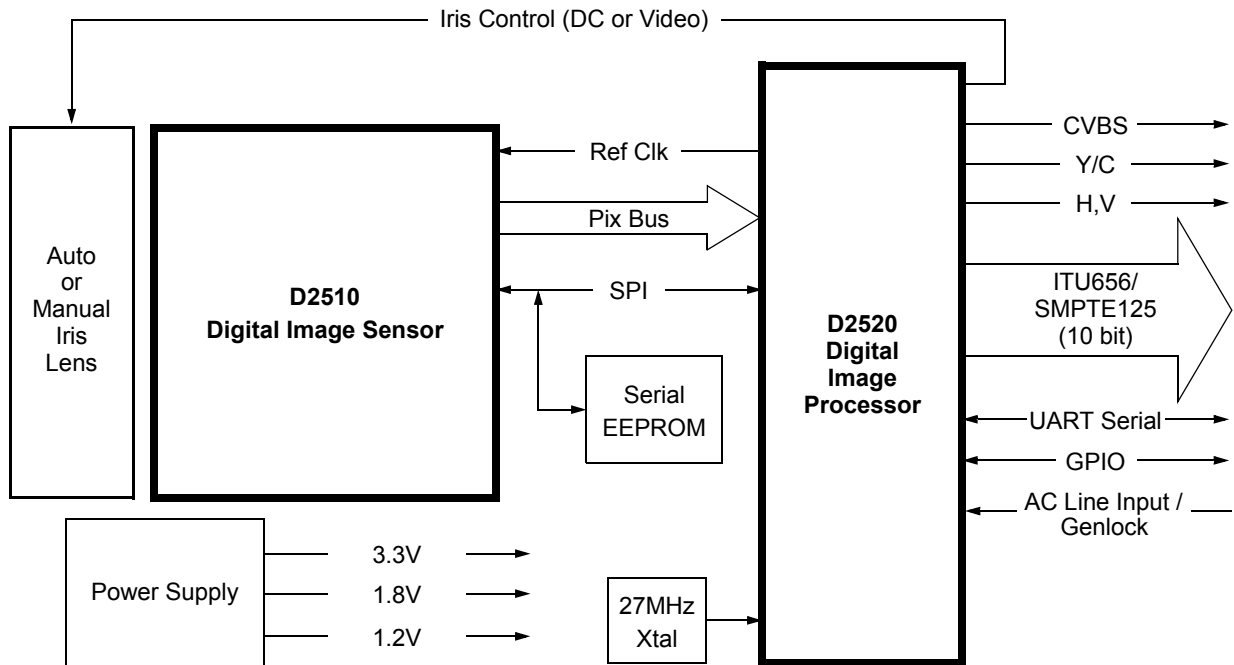 Iris Control (DC or Video)
Auto
or
Manual
Iris
Lens
D2510
Digital Image Sensor
Ref Clk
Pix Bus
SPI
Serial
EEPROM
D2520
Digital
Image
Processor
CVBS
Y/C
H,V
ITU656/
SMPTE125
(10 bit)
UART Serial
GPIO
AC Line Input /
Genlock
Power Supply
3.3V
1.8V
1.2V
27MHz
Xtal